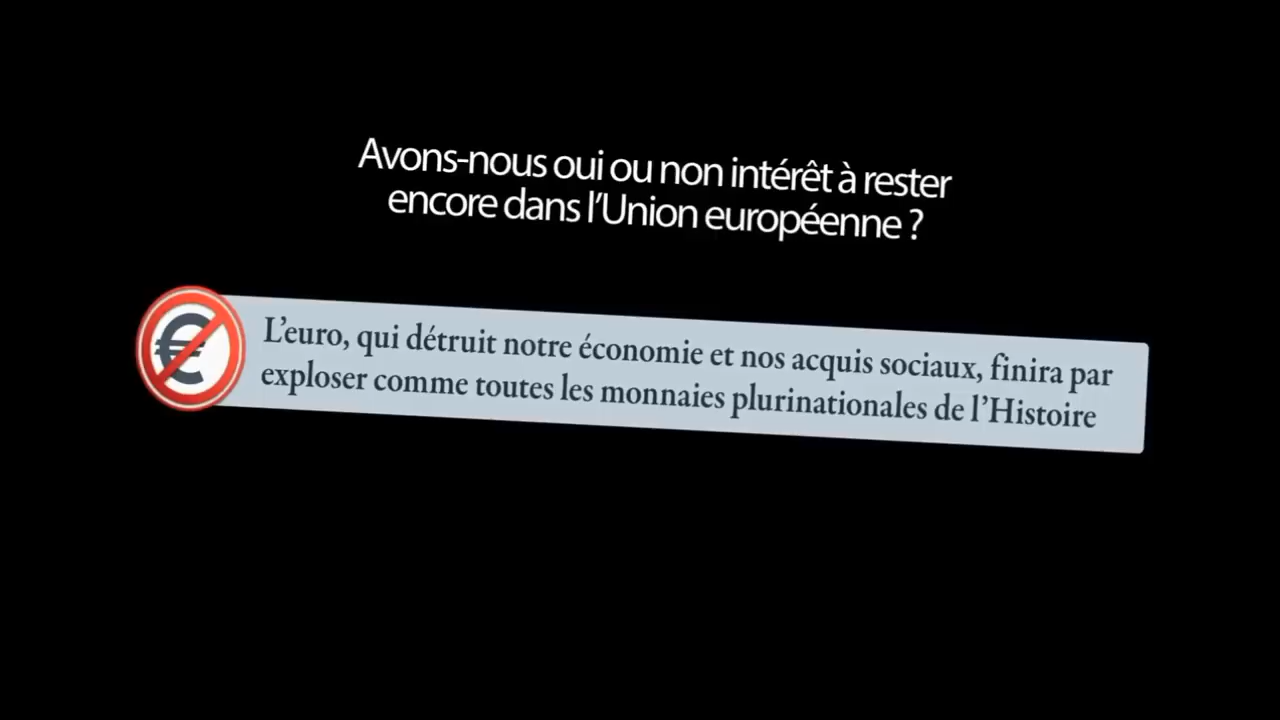 Avons-nous oui ou non intérêt à rester
encore dans l’Union européenne ?
€
L’euro, qui détruit notre économie et nos acquis sociaux, finira par
exploser comme toutes les monnaies plurinationales de l’Histoire